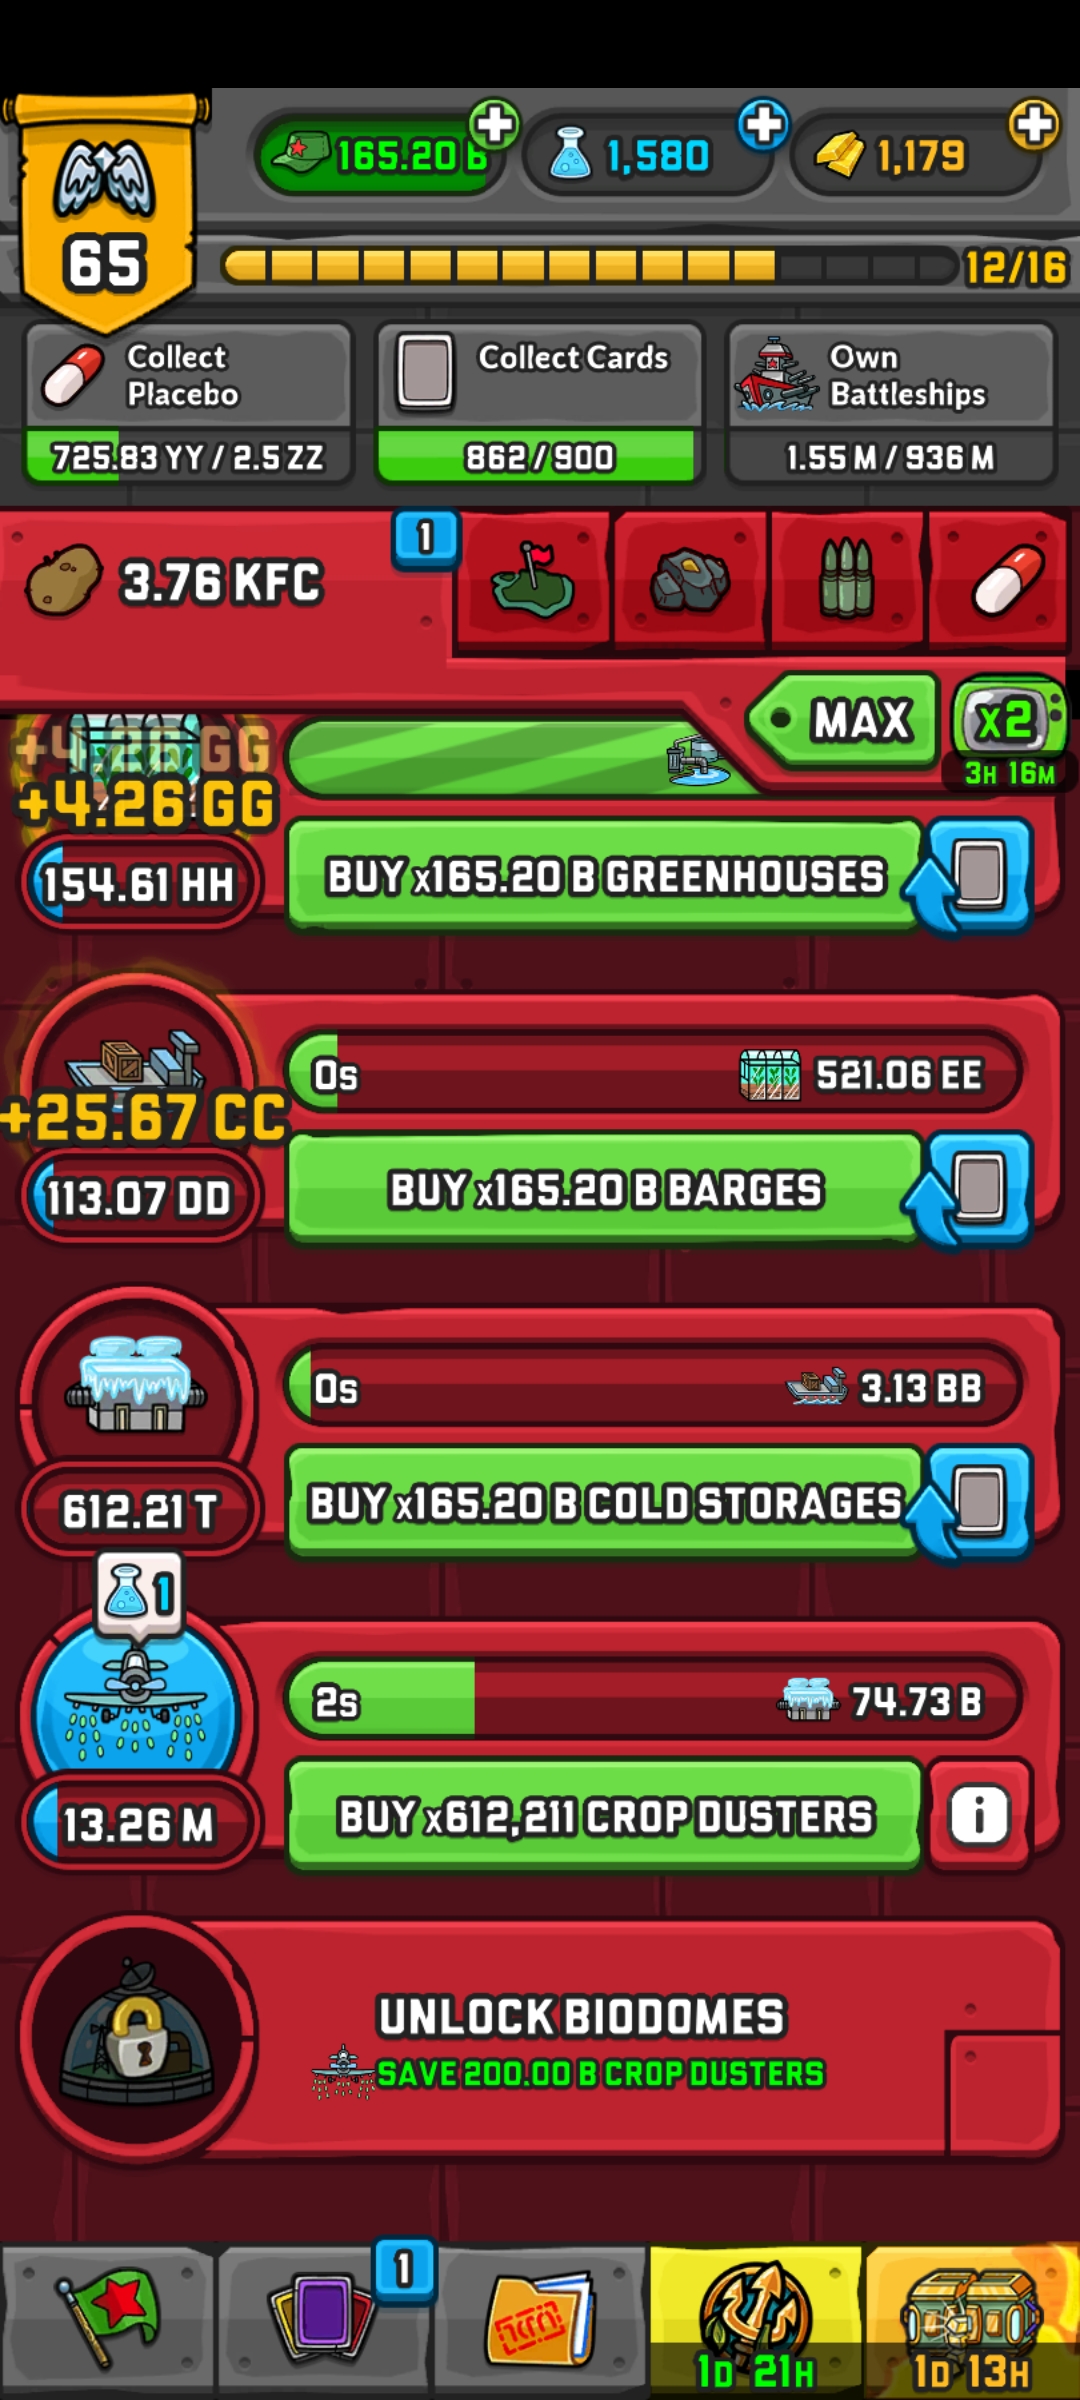 165.20 B
1,580
1,179
65
12/16
Collect
Placebo
725.83 YY / 2.5 ZZ
Collect Cards
862/900
Own
Battleships
1.55 M / 936 M
3.76 KFC
1
MAX
x2
3H 16M
+4.26 GG
+4.26 GG
154.61 HH
BUY x165.20 B GREENHOUSES
0s
521.06 EE
+25.67 CC
113.07 DD
BUY x165.20 B BARGES
0s
3.13 BB
612.21 T
BUY x165.20 B COLD STORAGES
1
2s
74.73 B
13.26 M
BUY x612,211 CROP DUSTERS
i
UNLOCK BIODOMES
SAVE 200.00 B CROP DUSTERS
1
1D 21H
1D 13H